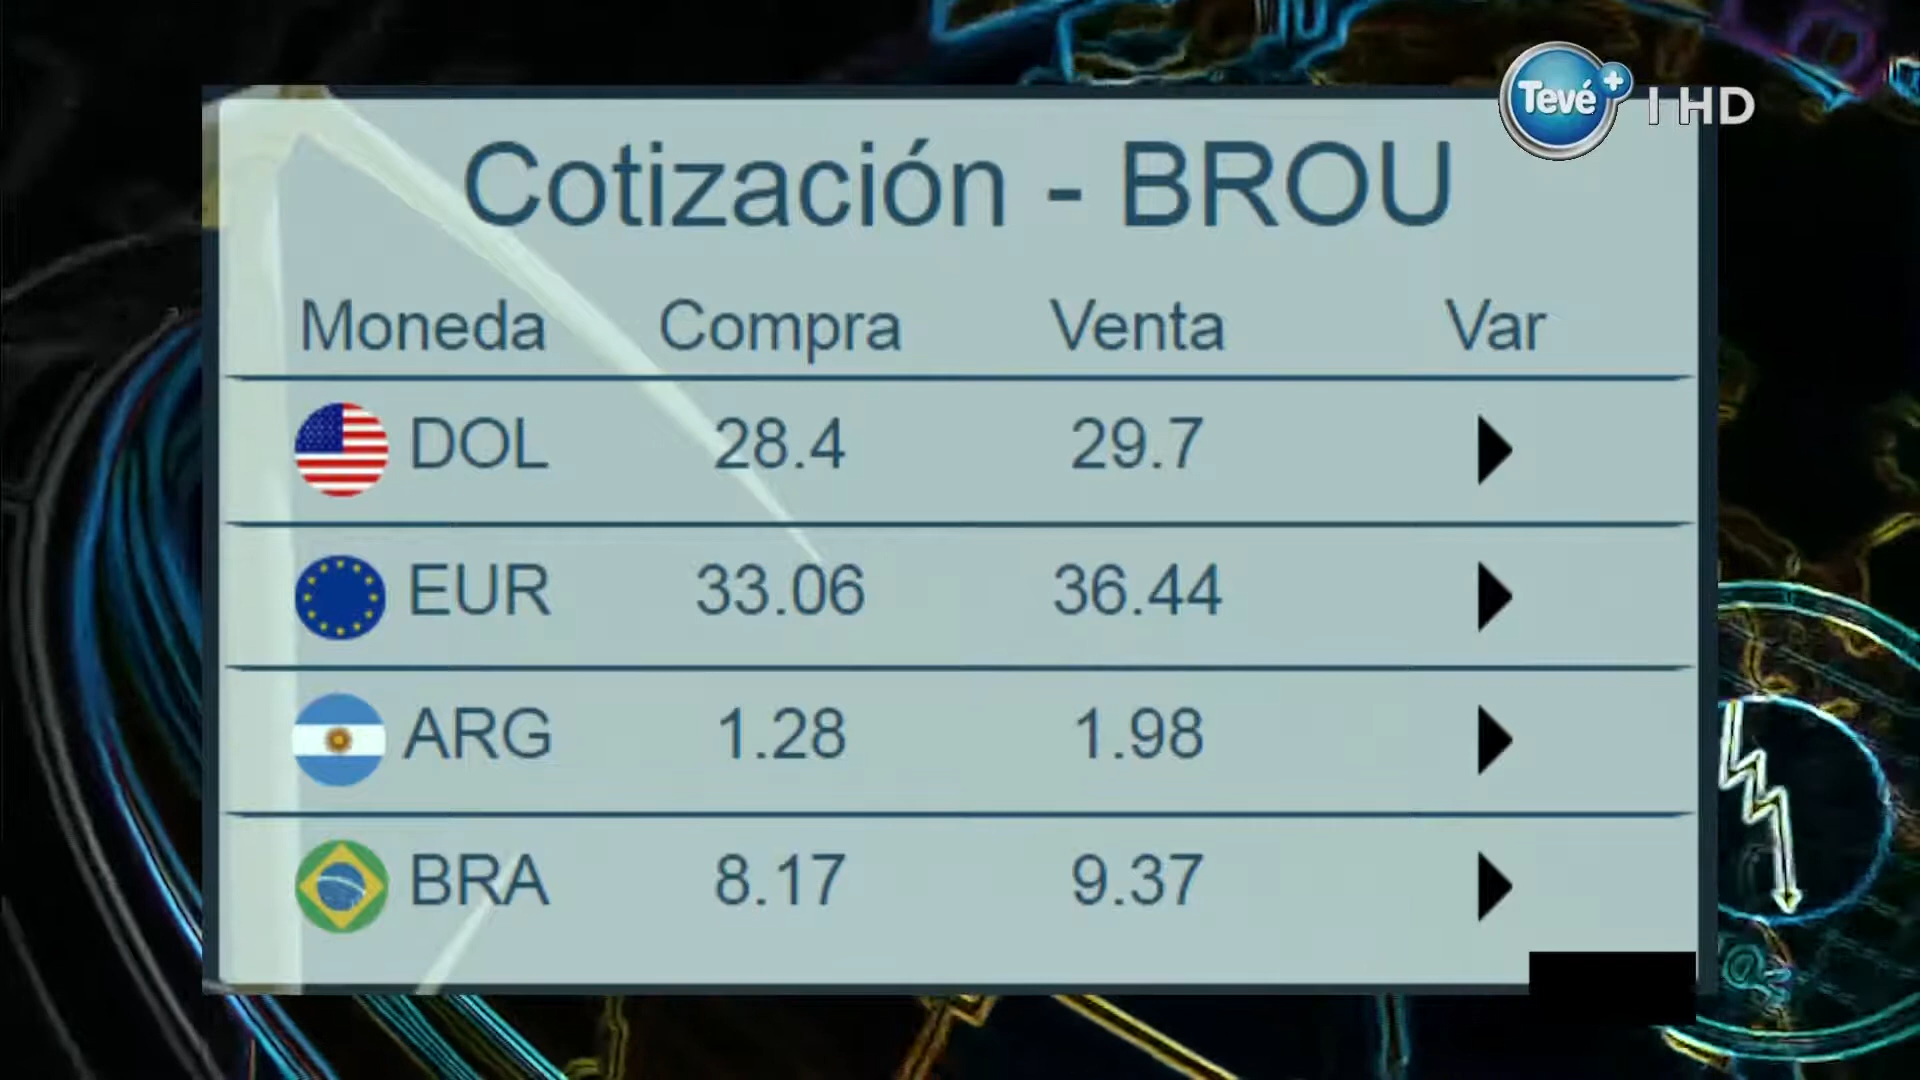 Tevé+ HD
Cotización - BROU
Moneda Compra Venta Var
DOL 28.4 29.7
EUR 33.06 36.44
ARG 1.28 1.98
BRA 8.17 9.37